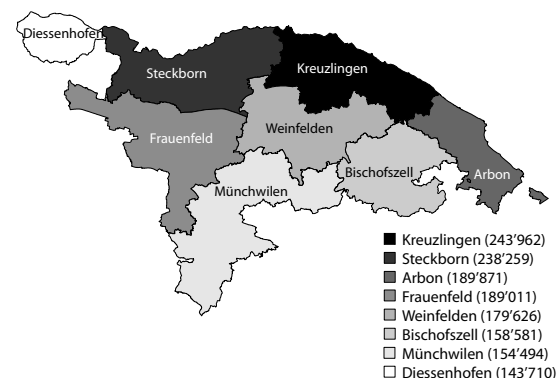 Diessenhofen
Steckborn
Kreuzlingen
Frauenfeld
Weinfelden
Bischofszell
Arbon
Münchwilen
Kreuzlingen (243’962)
Steckborn (238’259)
Arbon (189’871)
Frauenfeld (189’011)
Weinfelden (179’626)
Bischofszell (158’581)
Münchwilen (154’494)
Diessenhofen (143’710)